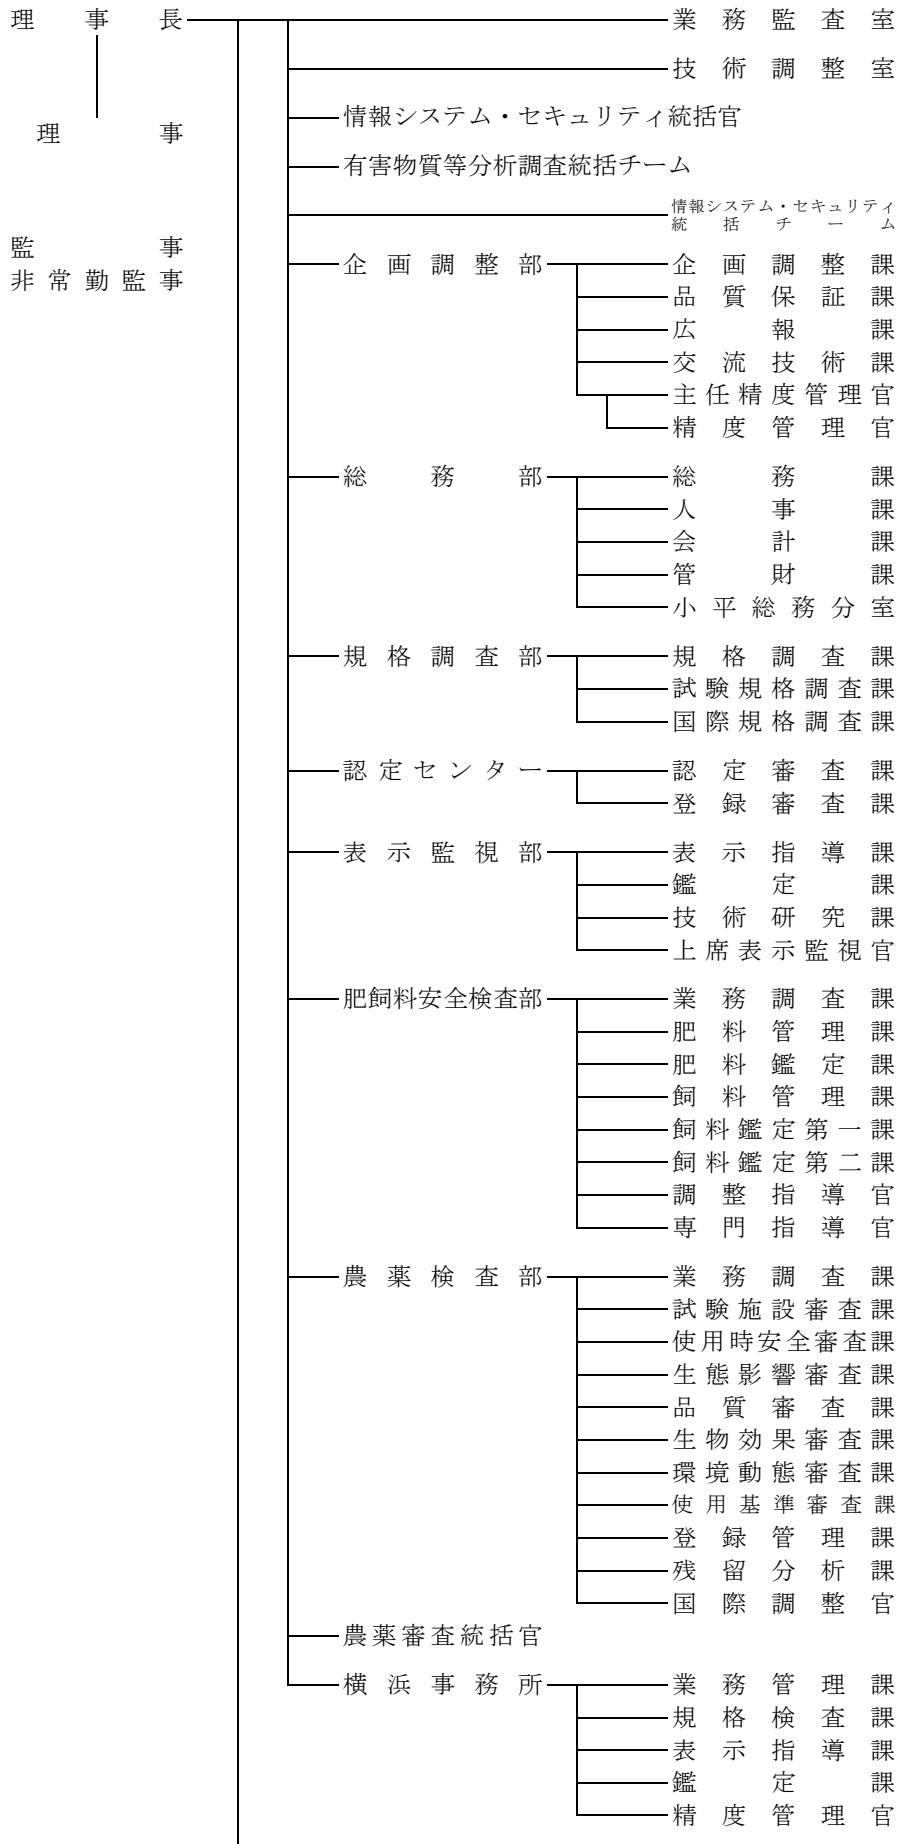 理事長 業務監査室
技術調整室
情報システム・セキュリティ統括官
理事
有害物質等分析調査統括チーム
情報システム・セキュリティ
統括チーム
監事
非常勤監事
企画調整部 企画調整課
品質保証課
広報課
交流技術課
主任精度管理官
精度管理官
総務部 総務課
人事課
会計課
管財課
小平総務分室
規格調査部 規格調査課
試験規格調査課
国際規格調査課
認定センター 認定審査課
登録審査課
表示監視部 表示指導課
鑑定課
技術研究課
上席表示監視官
肥飼料安全検査部 業務調査課
肥料管理課
肥料鑑定課
飼料管理課
飼料鑑定第一課
飼料鑑定第二課
調整指導官
専門指導官
農薬検査部 業務調査課
試験施設審査課
使用時安全審査課
生態影響審査課
品質審査課
生物効果審査課
環境動態審査課
使用基準審査課
登録管理課
残留分析課
国際調整官
農薬審査統括官
横浜事務所 業務管理課
規格検査課
表示指導課
鑑定課
精度管理官